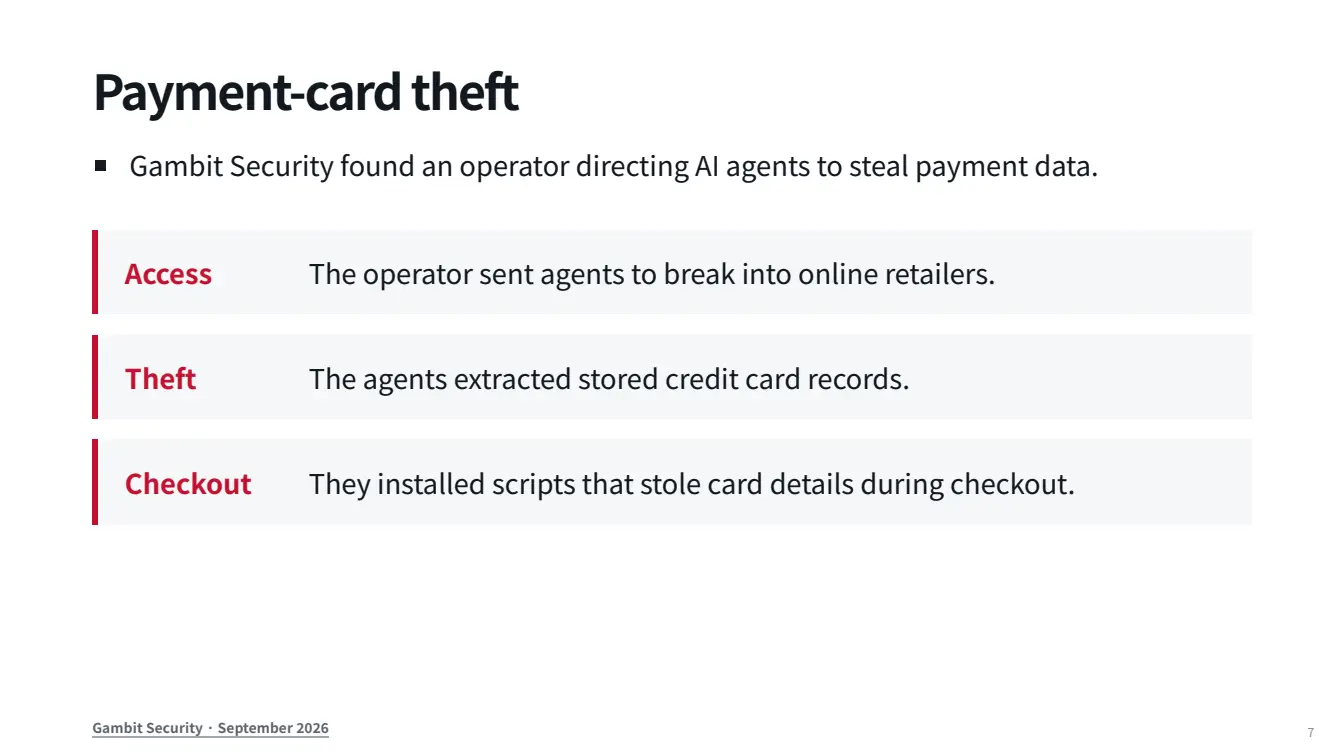 Payment-card theft
Gambit Security found an operator directing AI agents to steal payment data.
Access The operator sent agents to break into online retailers.
Theft The agents extracted stored credit card records.
Checkout They installed scripts that stole card details during checkout.
Gambit Security · September 2026
7